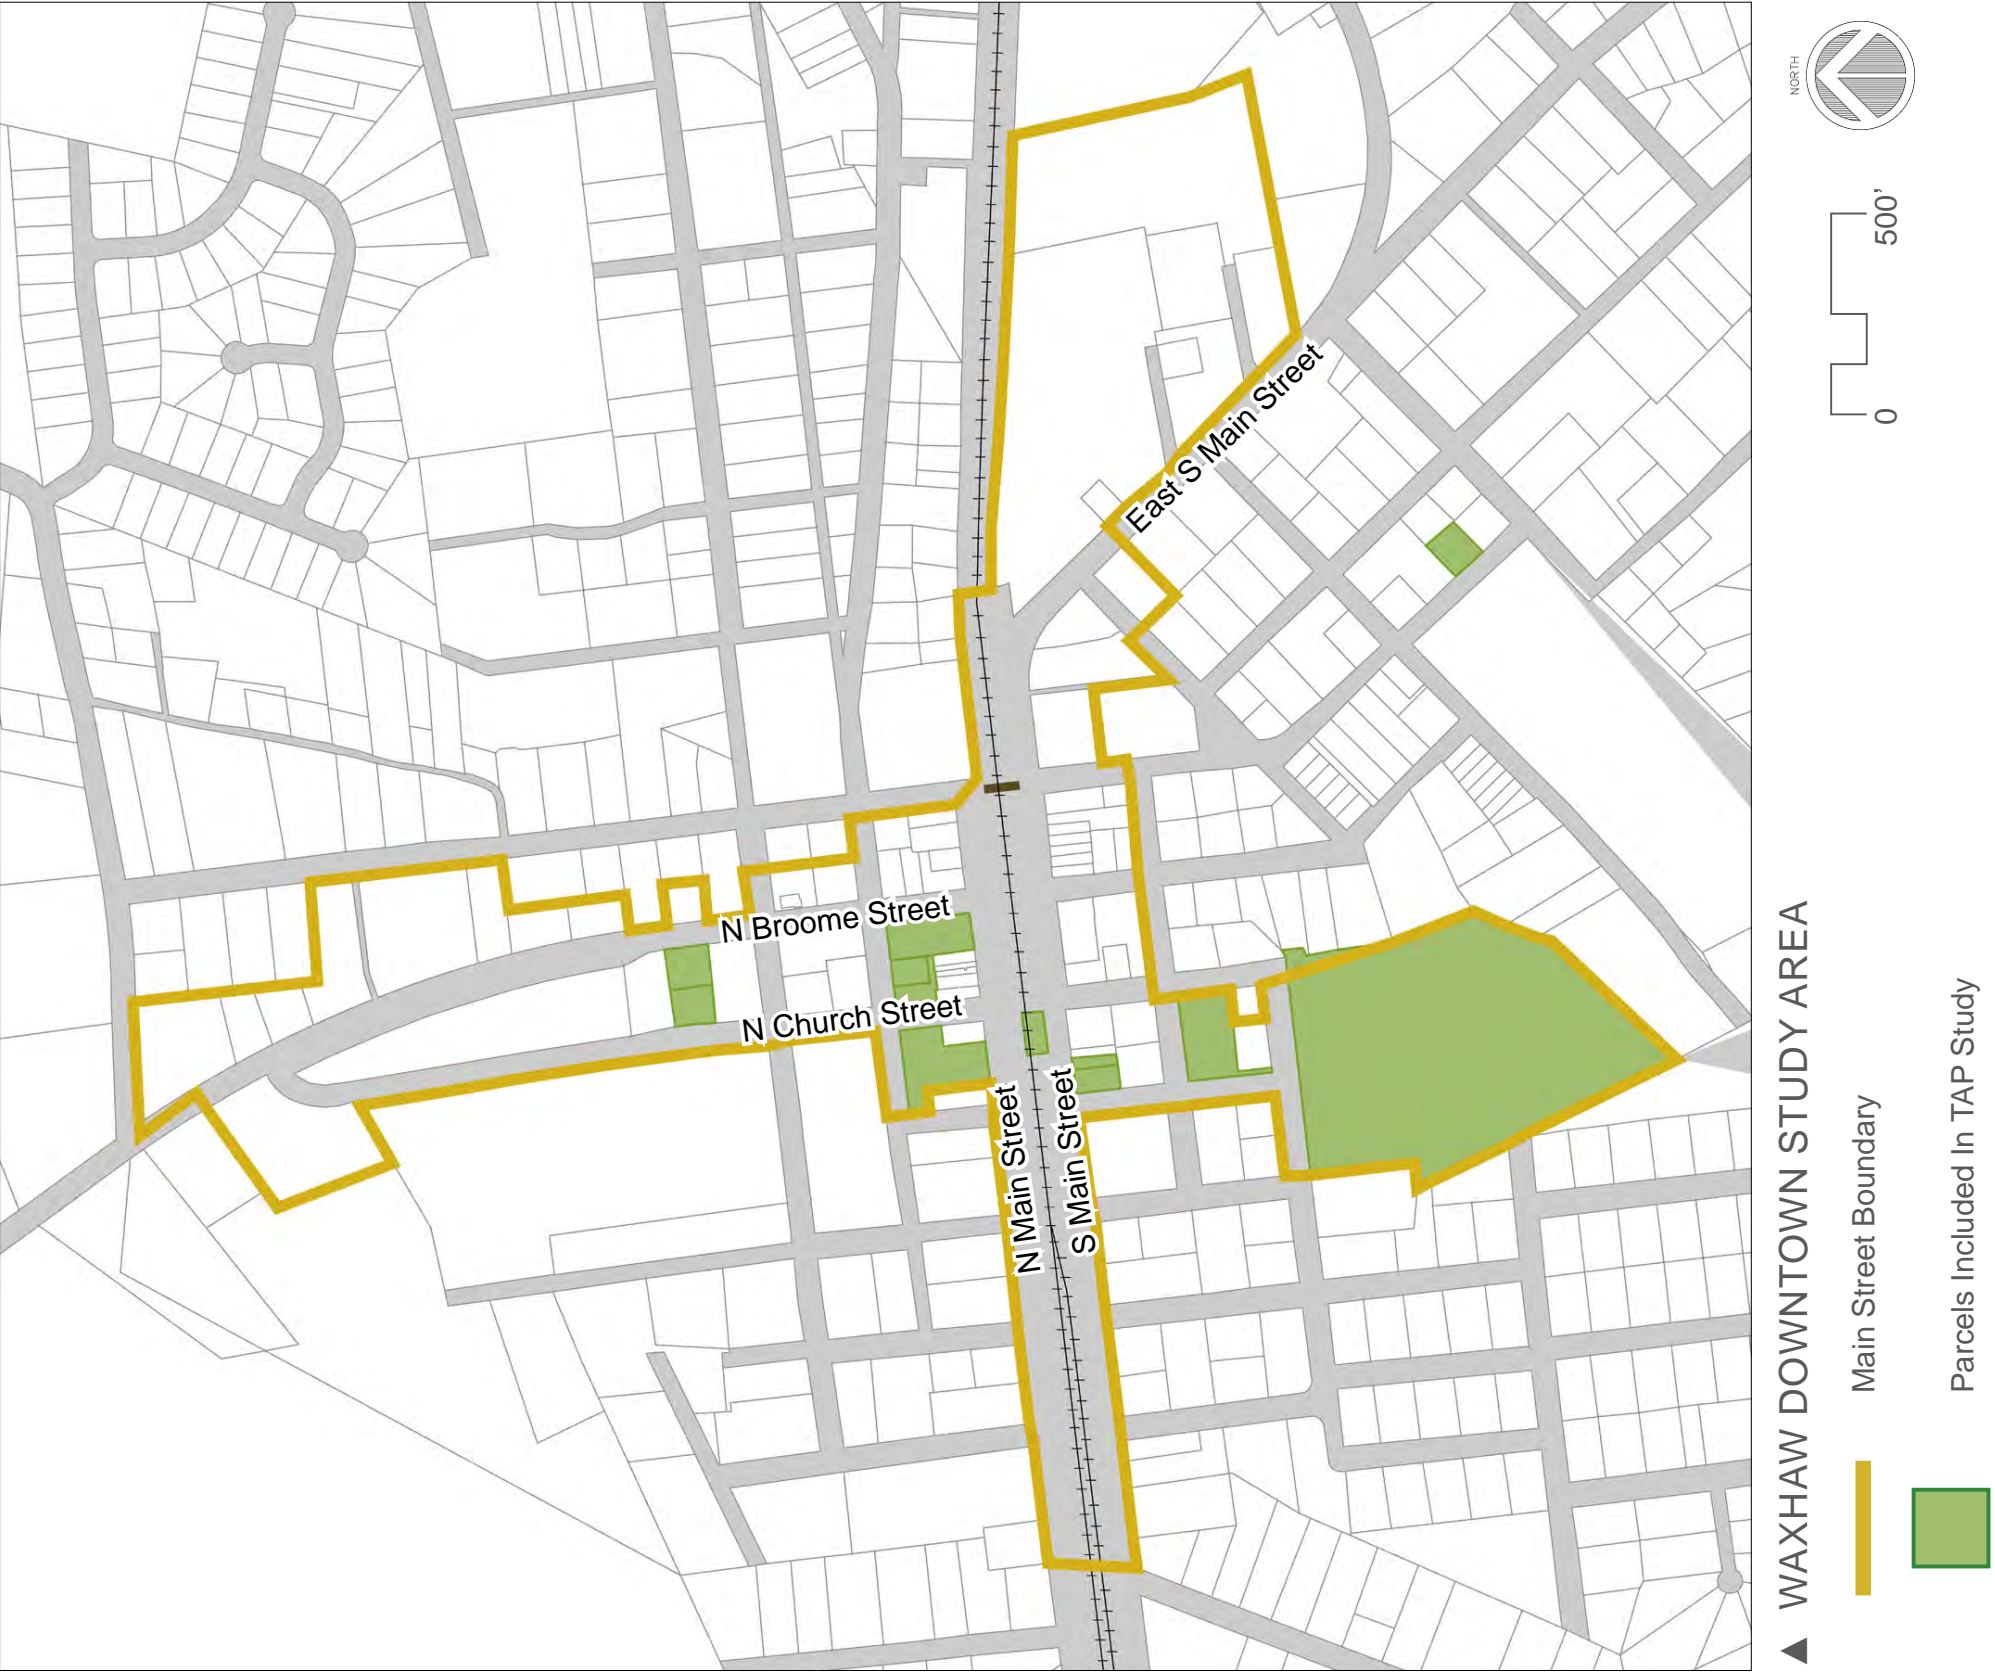 N Broome Street
N Church Street
East S Main Street
N Main Street
S Main Street
NORTH
0 500'
▲ WAXHAW DOWNTOWN STUDY AREA
Main Street Boundary
Parcels Included In TAP Study